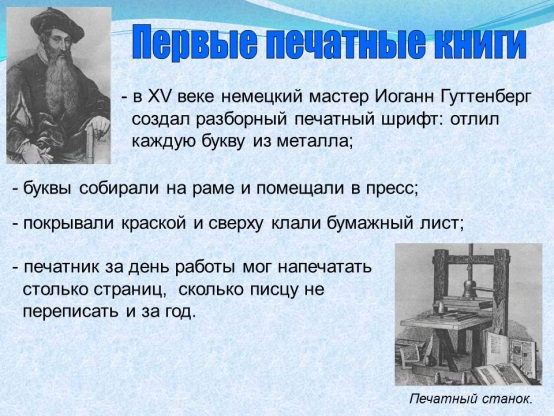 Первые печатные книги
- в XV веке немецкий мастер Иоганн Гуттенберг
создал разборный печатный шрифт: отлил
каждую букву из металла;
- буквы собирали на раме и помещали в пресс;
- покрывали краской и сверху клали бумажный лист;
- печатник за день работы мог напечатать
столько страниц, сколько писцу не
переписать и за год.
Печатный станок.